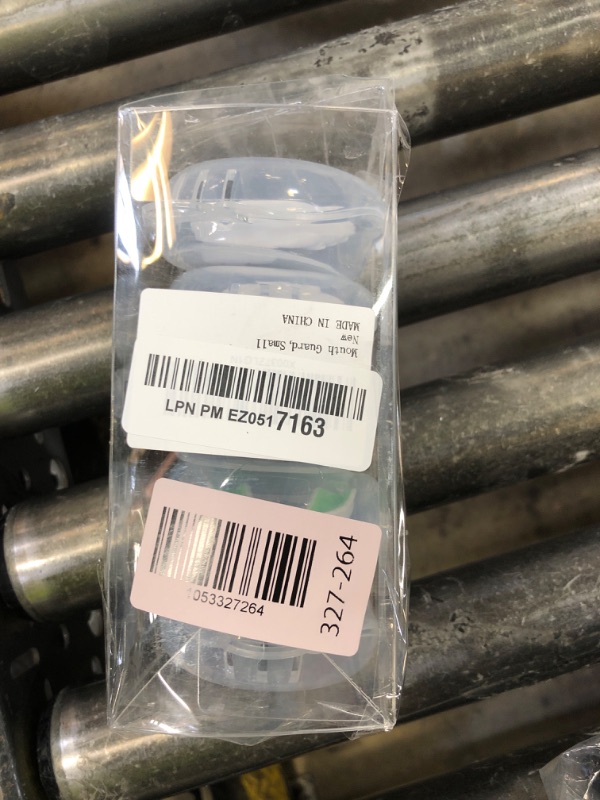 Mouth Guard,Small
New
MADE IN CHINA
LPN PM EZ0517163
1053327264
327-264